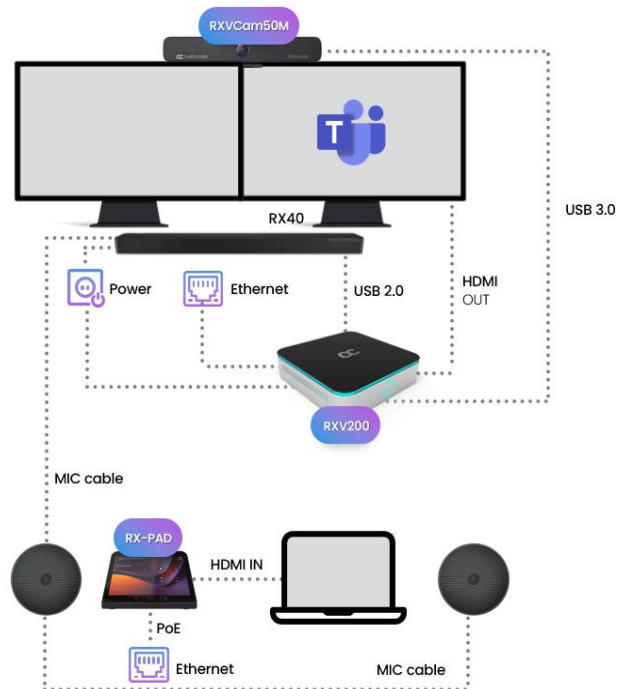 RXVCam50M
T
RX40
USB 3.0
Power
Ethernet
USB 2.0
HDMI
OUT
RXV200
MIC cable
RX-PAD
HDMI IN
PoE
Ethernet
MIC cable